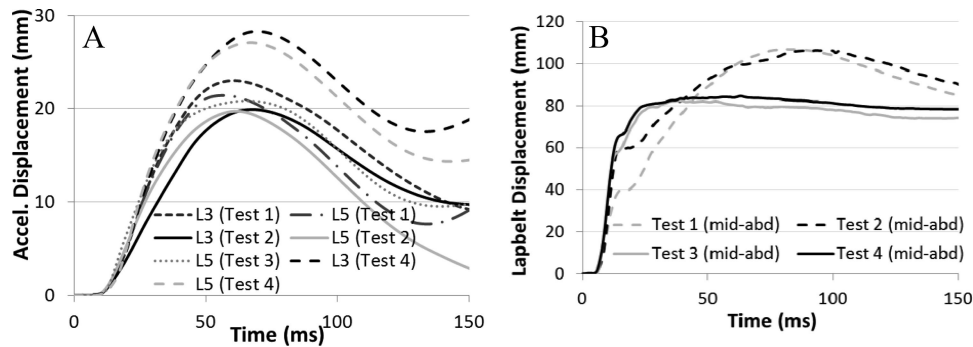 A
Accel. Displacement (mm)
30
20
10
0
L3 (Test 1)
L5 (Test 1)
L3 (Test 2)
L5 (Test 2)
L5 (Test 3)
L3 (Test 4)
L5 (Test 4)
0
50
100
150
Time (ms)
B
Lapbelt Displacement (mm)
120
100
80
60
40
20
0
Test 1 (mid-abd)
Test 2 (mid-abd)
Test 3 (mid-abd)
Test 4 (mid-abd)
0
50
100
150
Time (ms)